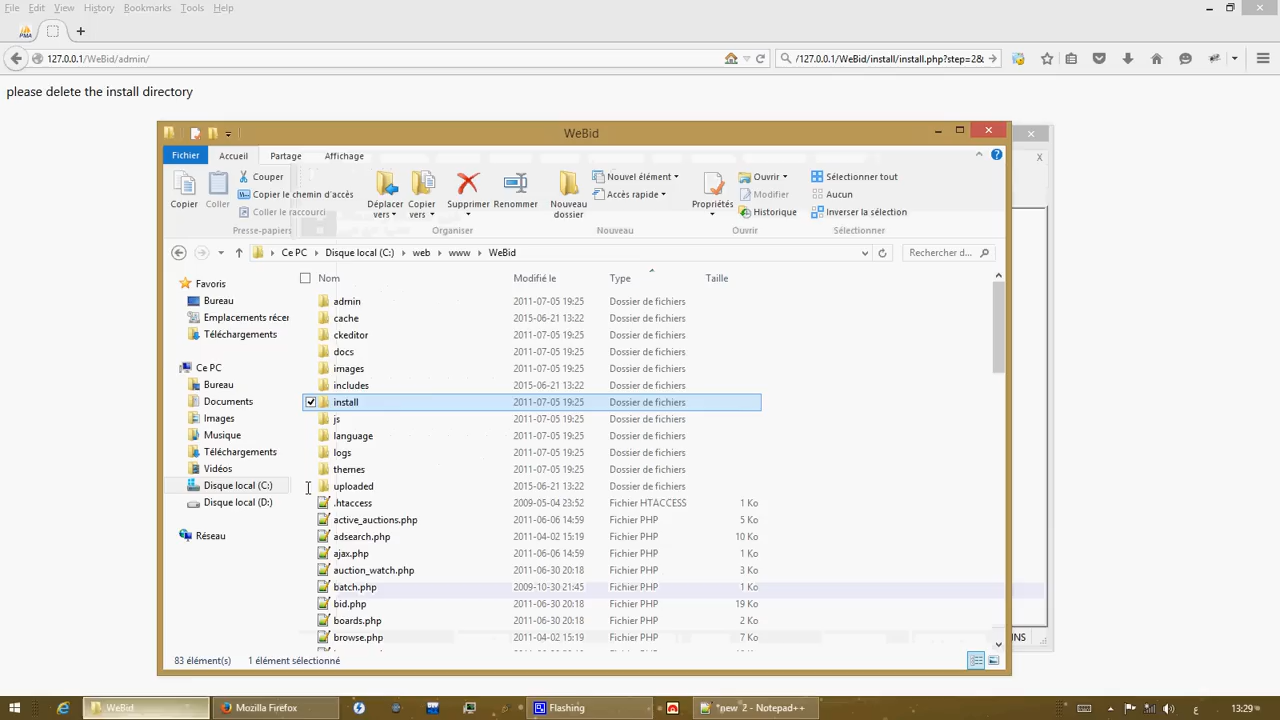 File Edit View History Bookmarks Tools Help
PMA
127.0.0.1/WeBid/admin/
/127.0.0.1/WeBid/install/install.php?step=2&
please delete the install directory
WeBid
Fichier Accueil Partage Affichage
Copier
Coller
Couper
Copier le chemin d'accès
Coller le raccourci
Presse-papiers
Déplacer vers
Copier vers
Supprimer
Renommer
Organiser
Nouveau dossier
Nouvel élément
Accès rapide
Nouveau
Propriétés
Ouvrir
Modifier
Historique
Ouvrir
Sélectionner tout
Aucun
Inverser la sélection
Sélectionner
Ce PC Disque local (C:) web www WeBid
Rechercher d...
Favoris
Bureau
Emplacements récer
Téléchargements
Ce PC
Bureau
Documents
Images
Musique
Téléchargements
Vidéos
Disque local (C:)
Disque local (D:)
Réseau
Nom Modifié le Type Taille
admin 2011-07-05 19:25 Dossier de fichiers
cache 2015-06-21 13:22 Dossier de fichiers
ckeditor 2011-07-05 19:25 Dossier de fichiers
docs 2011-07-05 19:25 Dossier de fichiers
images 2011-07-05 19:25 Dossier de fichiers
includes 2015-06-21 13:22 Dossier de fichiers
install 2011-07-05 19:25 Dossier de fichiers
js 2011-07-05 19:25 Dossier de fichiers
language 2011-07-05 19:25 Dossier de fichiers
logs 2011-07-05 19:25 Dossier de fichiers
themes 2011-07-05 19:25 Dossier de fichiers
uploaded 2015-06-21 13:22 Dossier de fichiers
.htaccess 2009-05-04 23:52 Fichier HTACCESS 1 Ko
active_auctions.php 2011-06-06 14:59 Fichier PHP 5 Ko
adsearch.php 2011-04-02 15:19 Fichier PHP 10 Ko
ajax.php 2011-06-06 14:59 Fichier PHP 1 Ko
auction_watch.php 2011-06-30 20:18 Fichier PHP 3 Ko
batch.php 2009-10-30 21:45 Fichier PHP 1 Ko
bid.php 2011-06-30 20:18 Fichier PHP 19 Ko
boards.php 2011-06-30 20:18 Fichier PHP 2 Ko
browse.php 2011-04-02 15:19 Fichier PHP 7 Ko
INS
83 élément(s) 1 élément sélectionné
WeBid
Mozilla Firefox
Flashing
*new 2 - Notepad++
غ
13:29